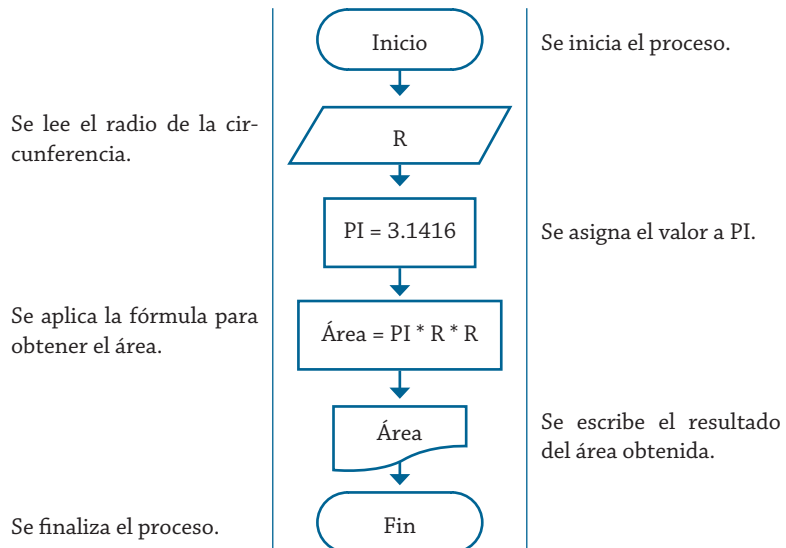 Inicio
Se inicia el proceso.
Se lee el radio de la cir-
cunferencia.
R
PI = 3.1416
Se asigna el valor a PI.
Se aplica la fórmula para
obtener el área.
Área = PI * R * R
Área
Se escribe el resultado
del área obtenida.
Se finaliza el proceso.
Fin